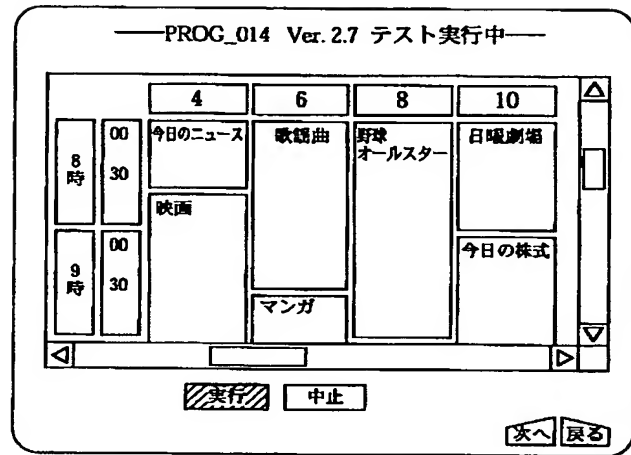 PROG_014 Ver. 2.7 テスト実行中
4 6 8 10
8時
00
30
今日のニュース
歌謡曲
野球
オールスター
日曜劇場
映画
9時
00
30
今日の株式
マンガ
実行 中止
次へ 戻る